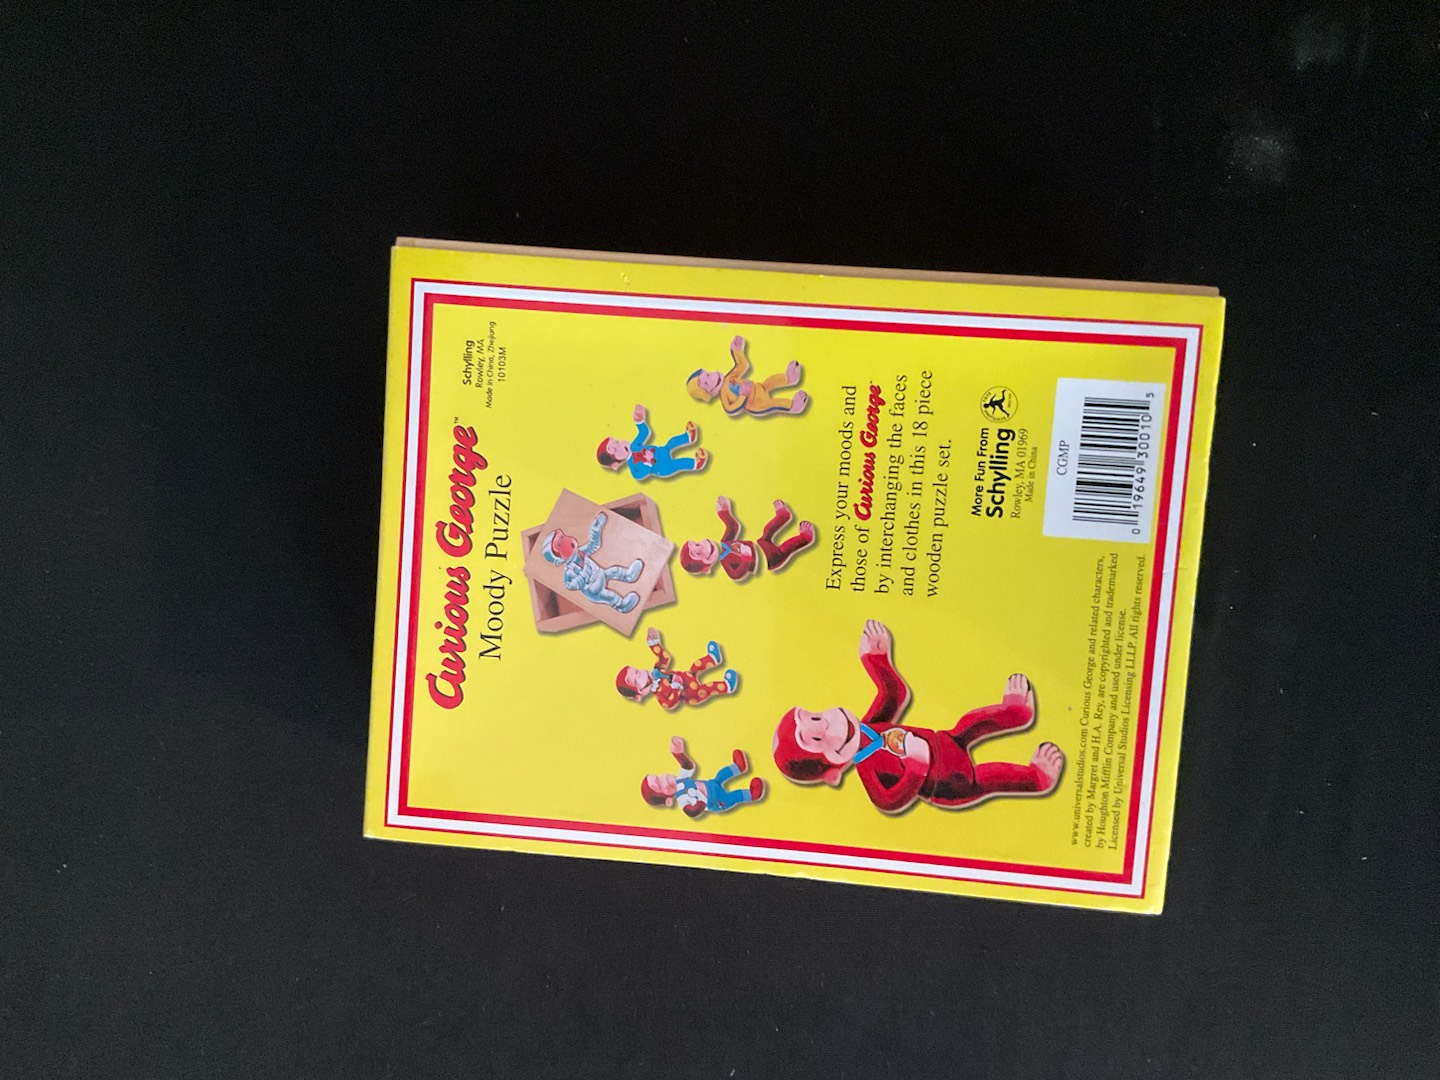 Curious George™
Moody Puzzle
Schylling
Rowley, MA
Made in China, Zhejiang
10103M
Express your moods and
those of Curious George™
by interchanging the faces
and clothes in this 18 piece
wooden puzzle set.
More Fun From
Schylling
Rowley, MA 01969
Made in China
CGMP
0 19649 30010 5
www.universalstudios.com Curious George and related characters,
created by Margret and H.A. Rey, are copyrighted and trademarked
by Houghton Mifflin Company and used under license.
Licensed by Universal Studios Licensing LLLP. All rights reserved.